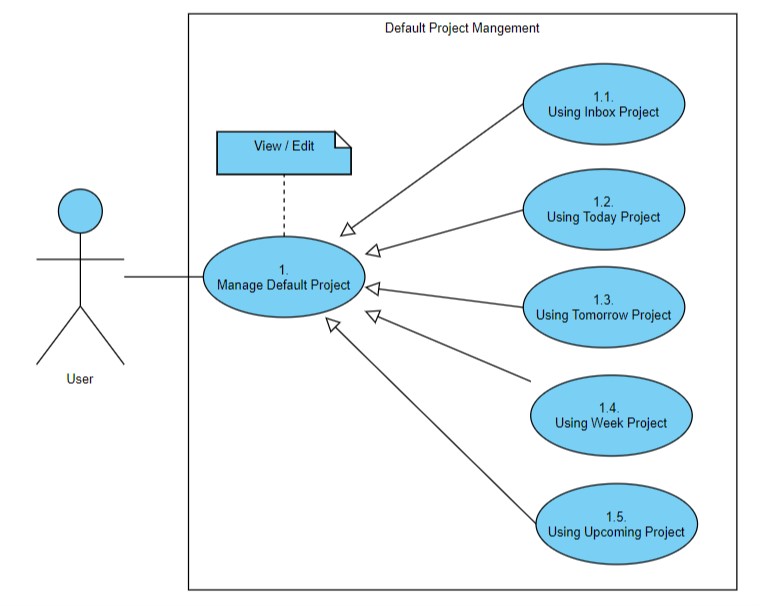 Default Project Mangement
1.1.
Using Inbox Project
View / Edit
1.2.
Using Today Project
1.
Manage Default Project
1.3.
Using Tomorrow Project
User
1.4.
Using Week Project
1.5.
Using Upcoming Project